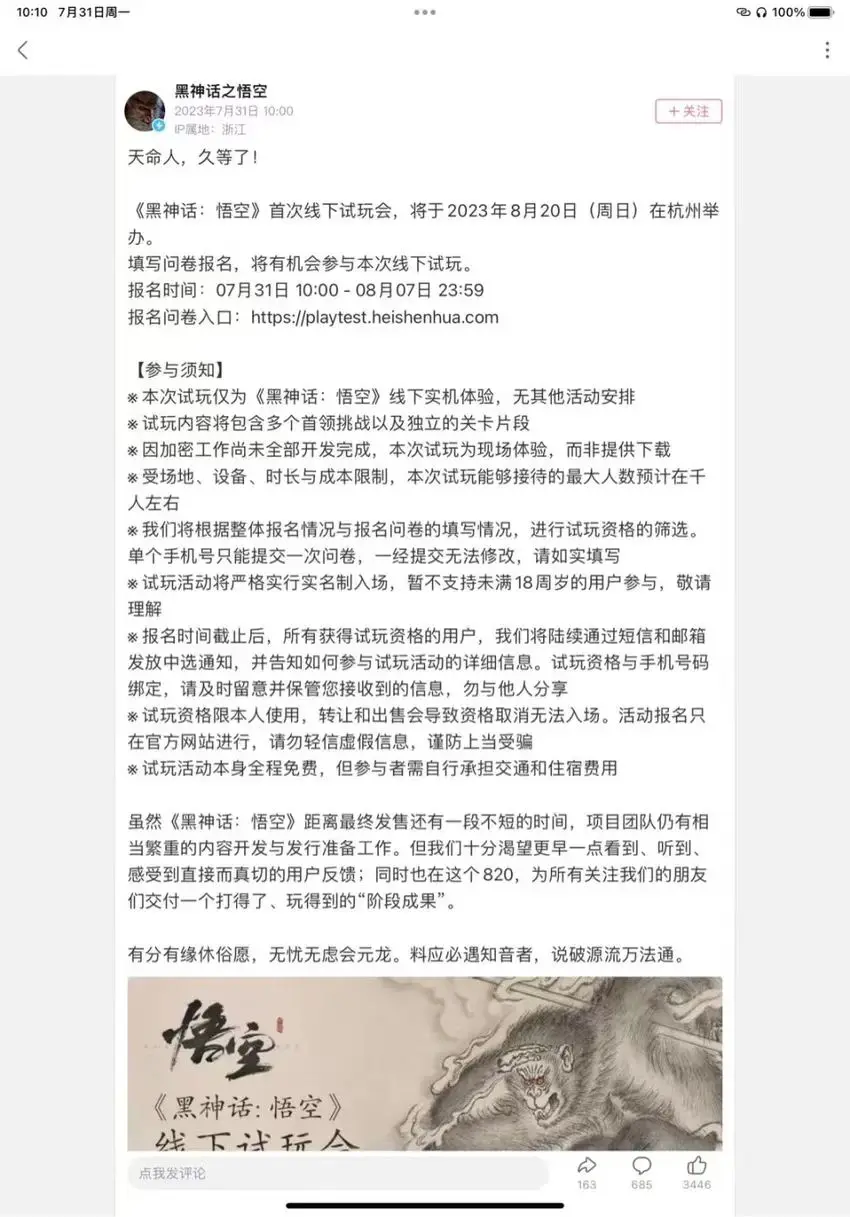 10:10 7月31日周一
100%
黑神话之悟空
2023年7月31日 10:00
IP属地：浙江
+ 关注
天命人，久等了！
《黑神话：悟空》首次线下试玩会，将于2023年8月20日（周日）在杭州举
办。
填写问卷报名，将有机会参与本次线下试玩。
报名时间：07月31日 10:00 - 08月07日 23:59
报名问卷入口：https://playtest.heishenhua.com
【参与须知】
※ 本次试玩仅为《黑神话：悟空》线下实机体验，无其他活动安排
※ 试玩内容将包含多个首领挑战以及独立的关卡片段
※ 因加密工作尚未全部开发完成，本次试玩为现场体验，而非提供下载
※ 受场地、设备、时长与成本限制，本次试玩能够接待的最大人数预计在千
人左右
※ 我们将根据整体报名情况与报名问卷的填写情况，进行试玩资格的筛选。
单个手机号只能提交一次问卷，一经提交无法修改，请如实填写
※ 试玩活动将严格实行实名制入场，暂不支持未满18周岁的用户参与，敬请
理解
※ 报名时间截止后，所有获得试玩资格的用户，我们将陆续通过短信和邮箱
发放中选通知，并告知如何参与试玩活动的详细信息。试玩资格与手机号码
绑定，请及时留意并保管您接收到的信息，勿与他人分享
※ 试玩资格限本人使用，转让和出售会导致资格取消无法入场。活动报名只
在官方网站进行，请勿轻信虚假信息，谨防上当受骗
※ 试玩活动本身全程免费，但参与者需自行承担交通和住宿费用
虽然《黑神话：悟空》距离最终发售还有一段不短的时间，项目团队仍有相
当繁重的内容开发与发行准备工作。但我们十分渴望更早一点看到、听到、
感受到直接而真切的用户反馈；同时也在这个820，为所有关注我们的朋友
们交付一个打得了、玩得到的“阶段成果”。
有分有缘休俗愿，无忧无虑会元龙。料应必遇知音者，说破源流万法通。
悟空
《黑神话：悟空》
线下试玩会
点我发评论
163
685
3446